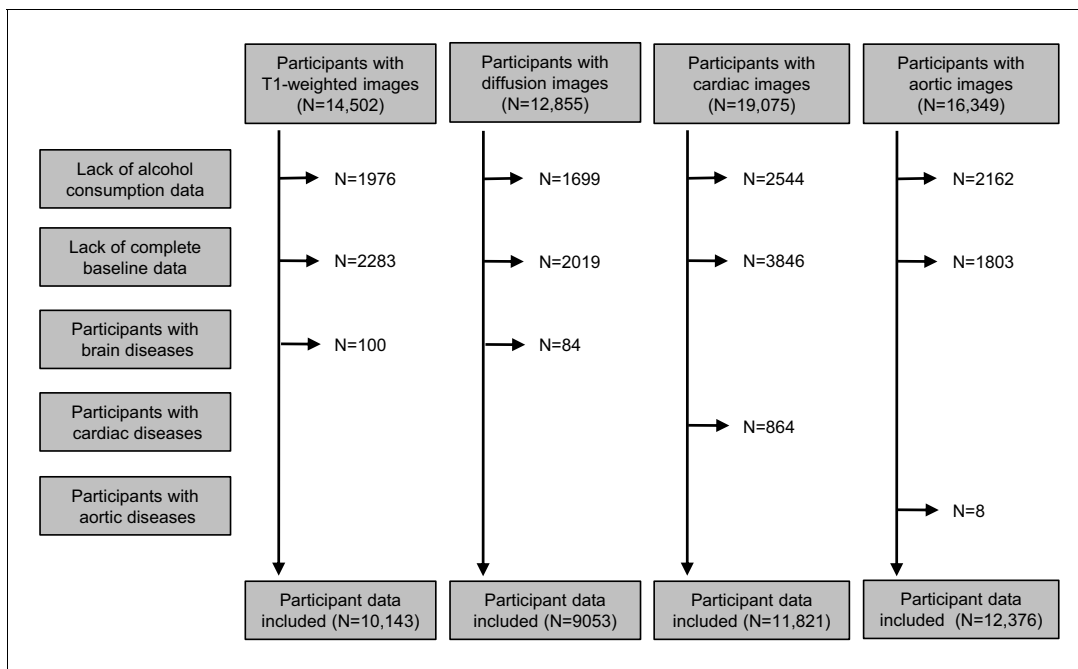 Participants with
T1-weighted images
(N=14,502)
Participants with
diffusion images
(N=12,855)
Participants with
cardiac images
(N=19,075)
Participants with
aortic images
(N=16,349)
Lack of alcohol
consumption data
N=1976
N=1699
N=2544
N=2162
Lack of complete
baseline data
N=2283
N=2019
N=3846
N=1803
Participants with
brain diseases
N=100
N=84
Participants with
cardiac diseases
N=864
Participants with
aortic diseases
N=8
Participant data
included (N=10,143)
Participant data
included (N=9053)
Participant data
included (N=11,821)
Participant data
included (N=12,376)